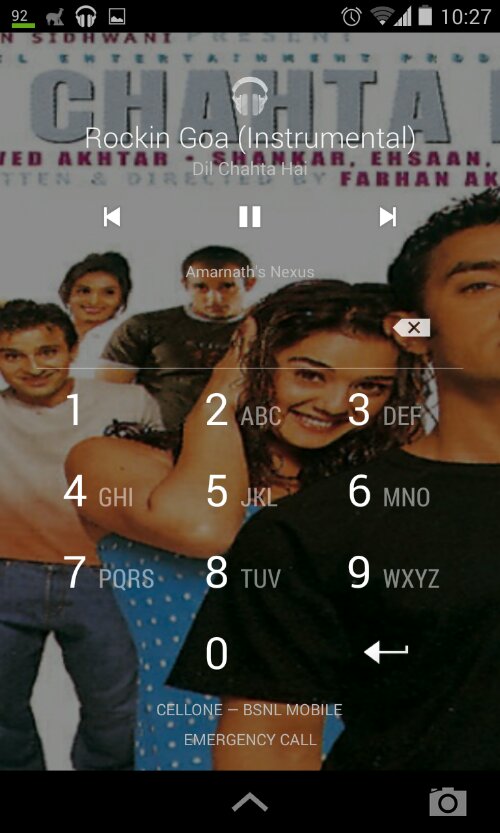 92 10:27
N SIDHWANI PRESENT
L ENTERTAINMENT PROD
CHAHTA
Rockin Goa (Instrumental)
VED AKHTAR • SHANKAR, EHSAAN,
Dil Chahta Hai
TTEN & DIRECTED BY FARHAN AK
Amarnath's Nexus
1 2 ABC 3 DEF
4 GHI 5 JKL 6 MNO
7 PQRS 8 TUV 9 WXYZ
0
CELLONE — BSNL MOBILE
EMERGENCY CALL